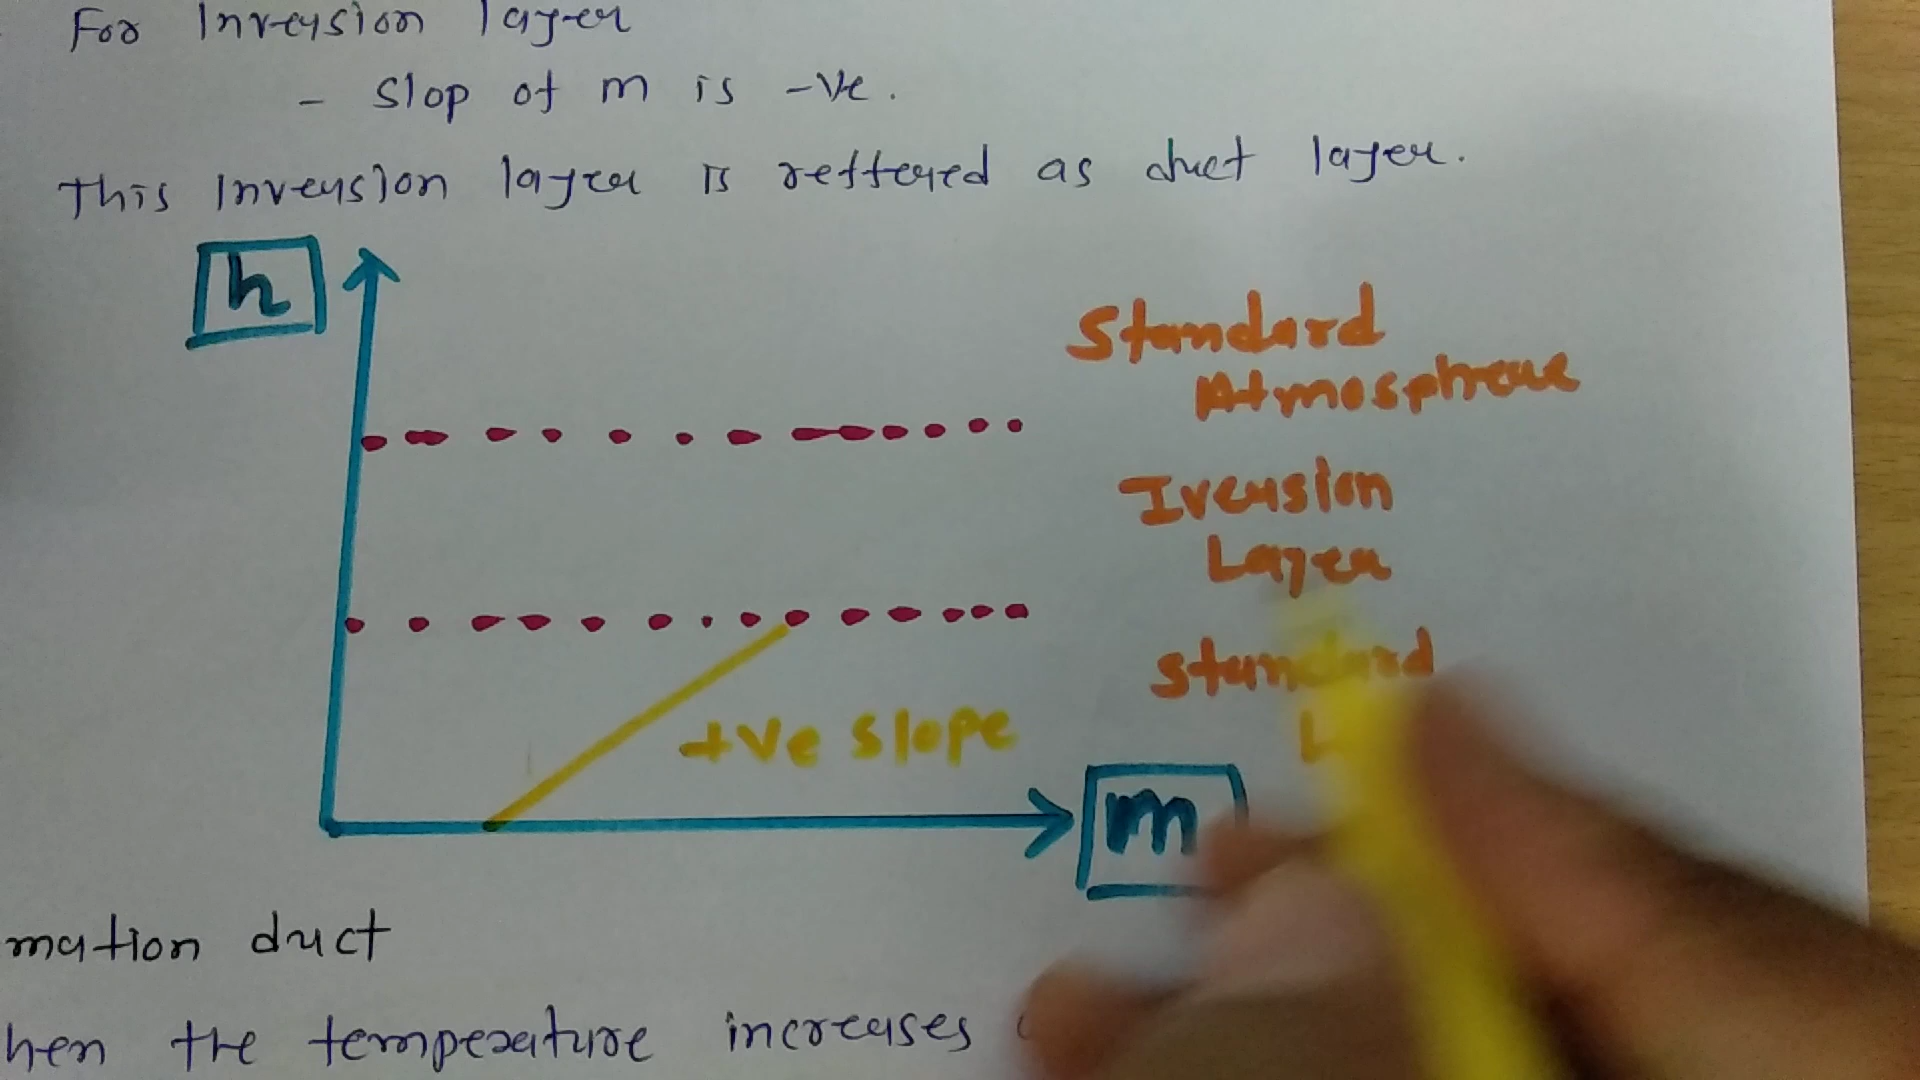 For Inversion layer
- Slop of m is -ve.
This Inversion layer is reffered as duct layer.
h
Standard
Atmosphere
Iversion
Layer
Standard
L
+ve slope
m
mation duct
hen the temperature increases